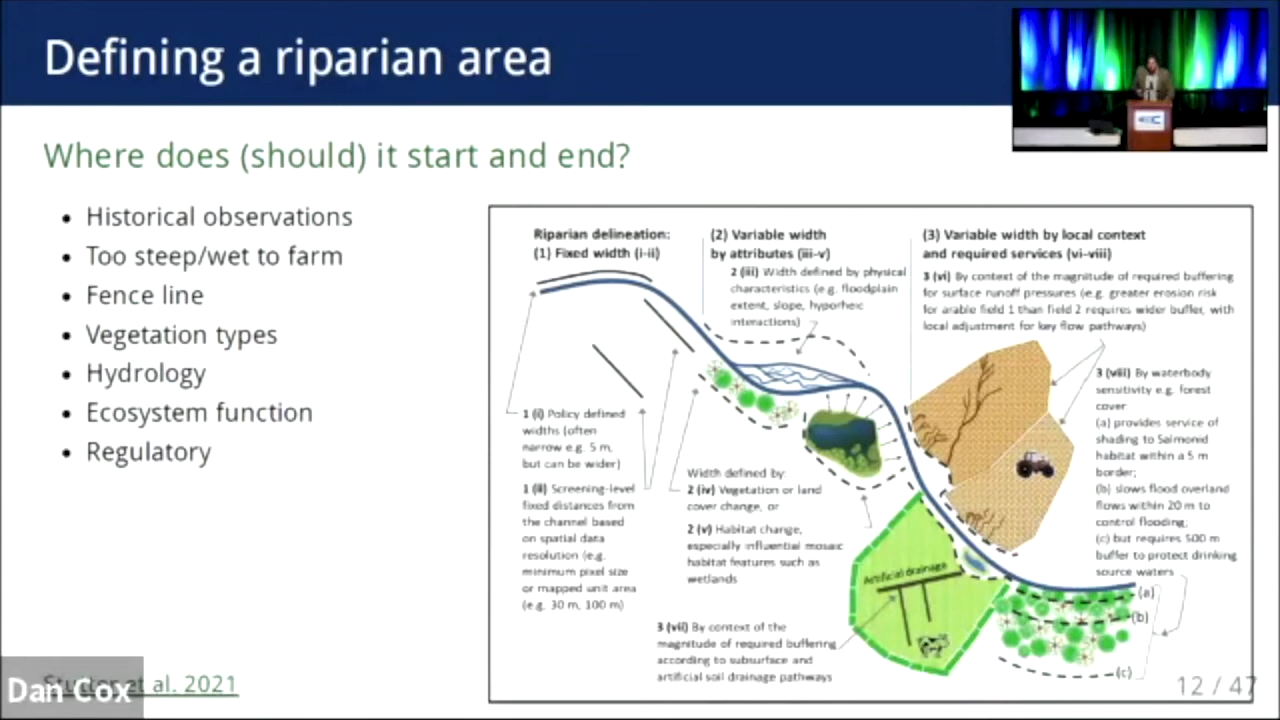 Defining a riparian area
Where does (should) it start and end?
• Historical observations
• Too steep/wet to farm
• Fence line
• Vegetation types
• Hydrology
• Ecosystem function
• Regulatory
Riparian delineation:
(1) Fixed width (i-ii)
(2) Variable width
by attributes (iii-v)
2 (iii) Width defined by physical
characteristics (e.g. floodplain
extent, slope, hyporheic
interactions)
(3) Variable width by local context
and required services (vi-viii)
3 (vi) By context of the magnitude of required buffering
for surface runoff pressures (e.g. greater erosion risk
for arable field 1 than field 2 requires wider buffer, with
local adjustment for key flow pathways)
1 (i) Policy defined
widths (often
narrow e.g. 5 m,
but can be wider)
1 (ii) Screening-level
fixed distances from
the channel based
on spatial data
resolution (e.g.
minimum pixel size
or mapped unit area
(e.g. 30 m, 100 m)
Width defined by:
2 (iv) Vegetation or land
cover change, or
2 (v) Habitat change,
especially influential mosaic
habitat features such as
wetlands
3 (vii) By context of the
magnitude of required buffering
according to subsurface and
artificial soil drainage pathways
Artificial drainage
3 (viii) By waterbody
sensitivity e.g. forest
cover
(a) provides service of
shading to Salmonid
habitat within a 5 m
border;
(b) slows flood overland
flows within 20 m to
control flooding;
(c) but requires 500 m
buffer to protect drinking
source waters
(a)
(b)
(c)
et al. 2021
Dan Cox
12 / 47